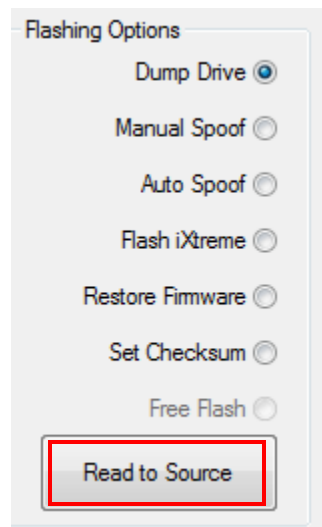 Flashing Options
Dump Drive
Manual Spoof
Auto Spoof
Flash iXtreme
Restore Firmware
Set Checksum
Free Flash
Read to Source